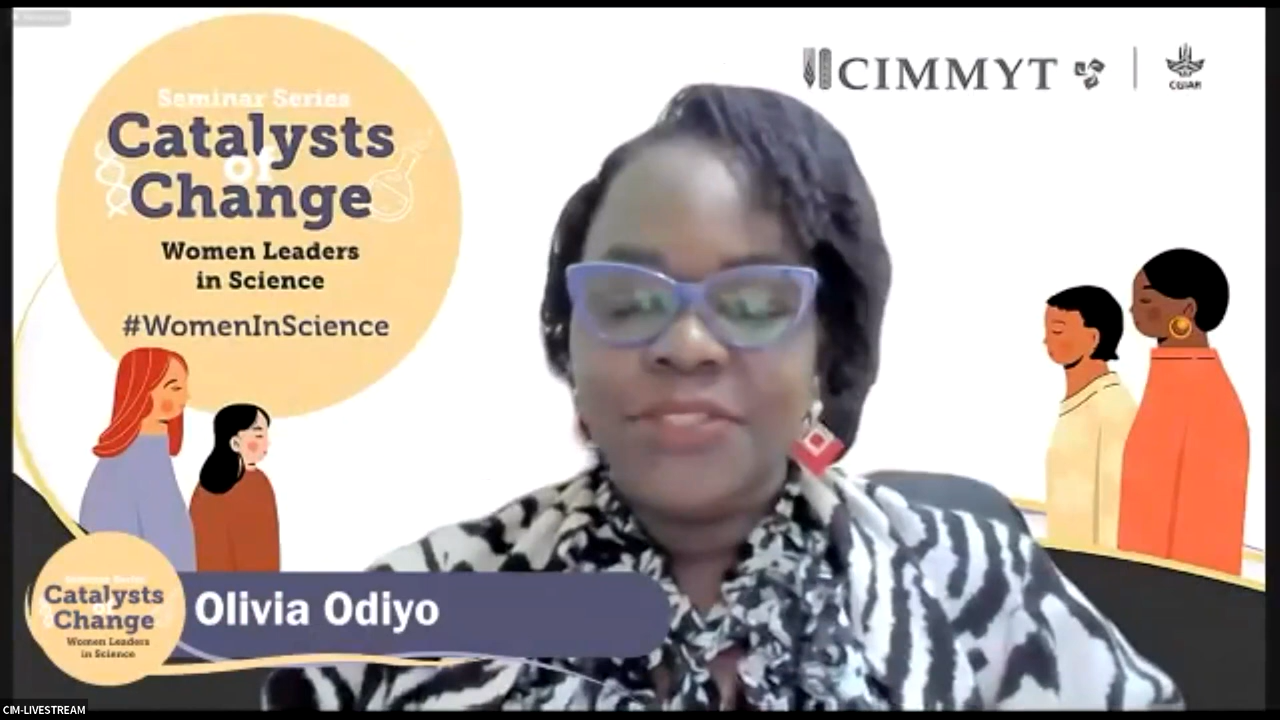 Seminar Series
Catalysts
of
Change
Women Leaders
in Science
#WomenInScience
CIMMYT
CGIAR
Catalysts
Change
Women Leaders
in Science
Olivia Odiyo
CIM-LIVESTREAM